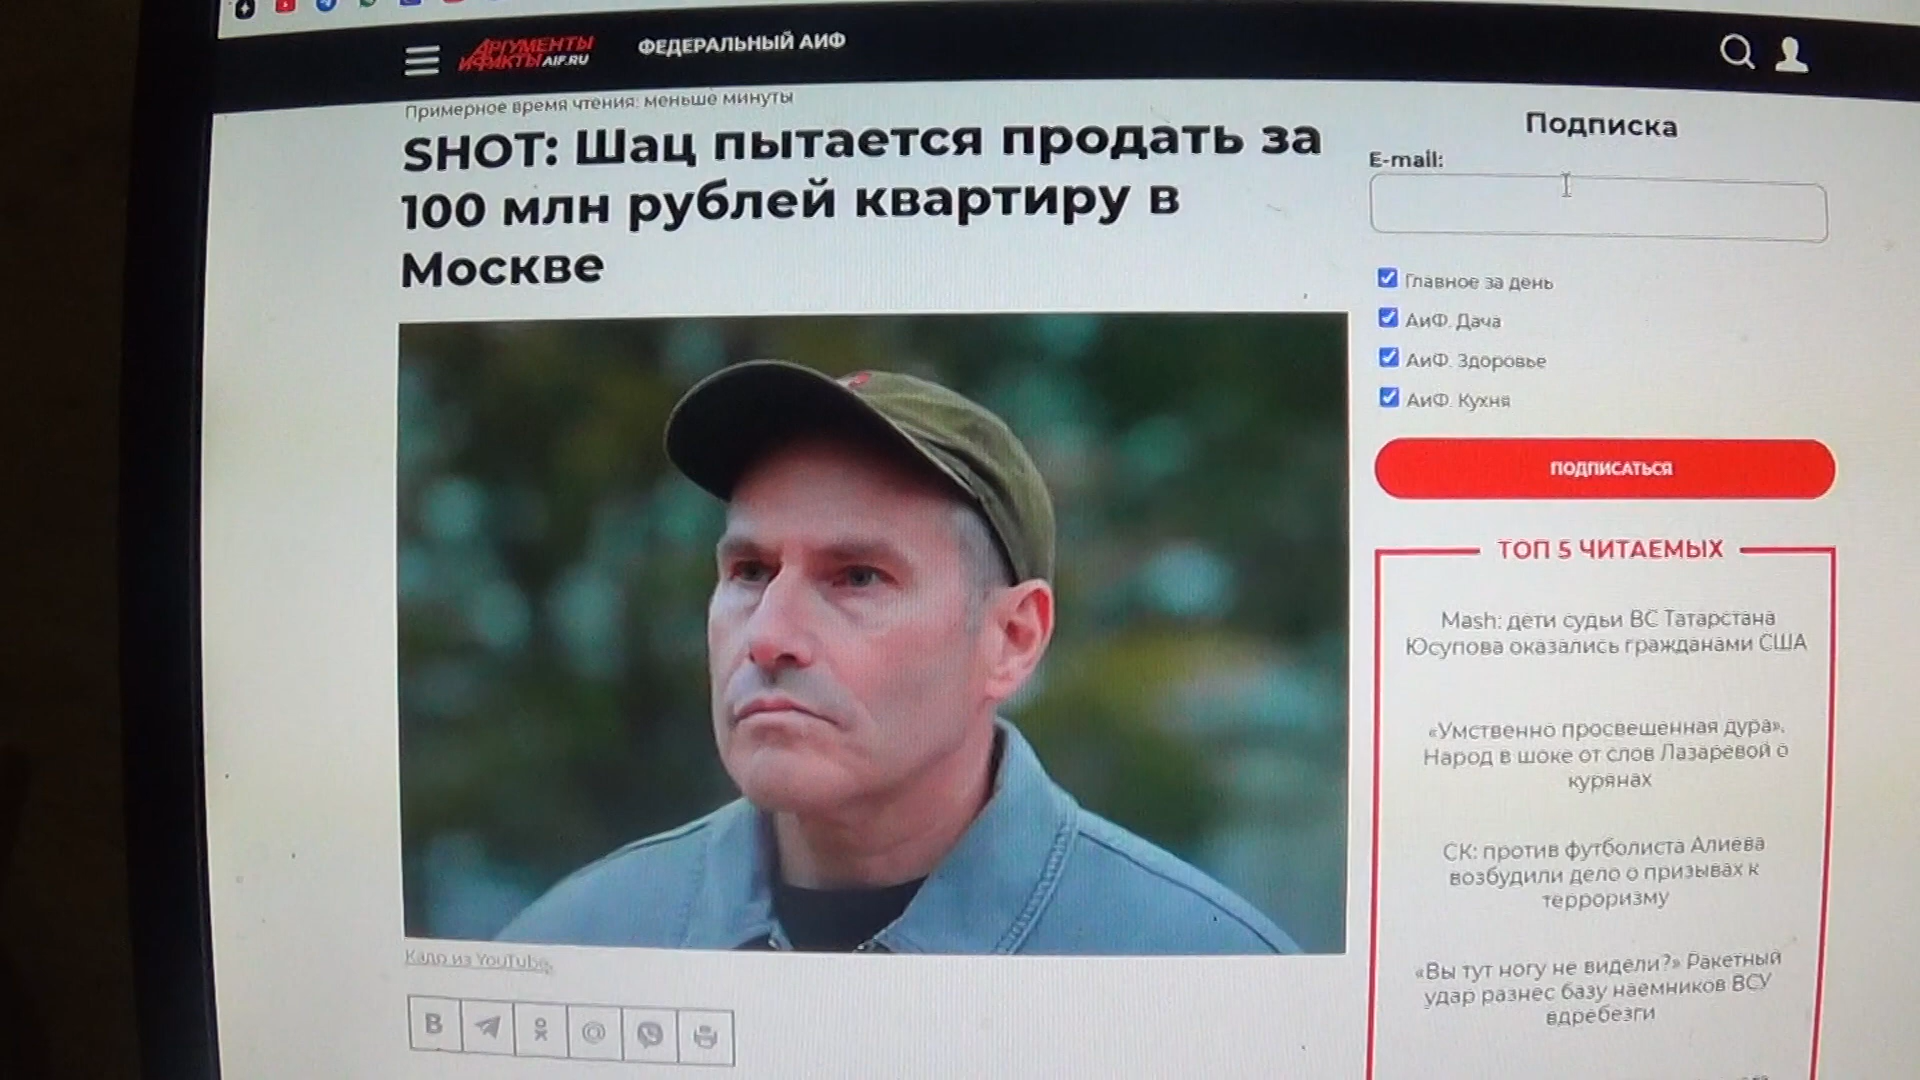 АРГУМЕНТЫ
И ФАКТЫ AIF.RU
ФЕДЕРАЛЬНЫЙ АИФ
Примерное время чтения: меньше минуты
SHOT: Шац пытается продать за
100 млн рублей квартиру в
Москве
Кадр из YouTube.
Подписка
E-mail:
Главное за день
АиФ. Дача
АиФ. Здоровье
АиФ. Кухня
ПОДПИСАТЬСЯ
ТОП 5 ЧИТАЕМЫХ
Mash: дети судьи ВС Татарстана
Юсупова оказались гражданами США
«Умственно просвещенная дура».
Народ в шоке от слов Лазаревой о
курянах
СК: против футболиста Алиева
возбудили дело о призывах к
терроризму
«Вы тут ногу не видели?» Ракетный
удар разнес базу наемников ВСУ
вдребезги